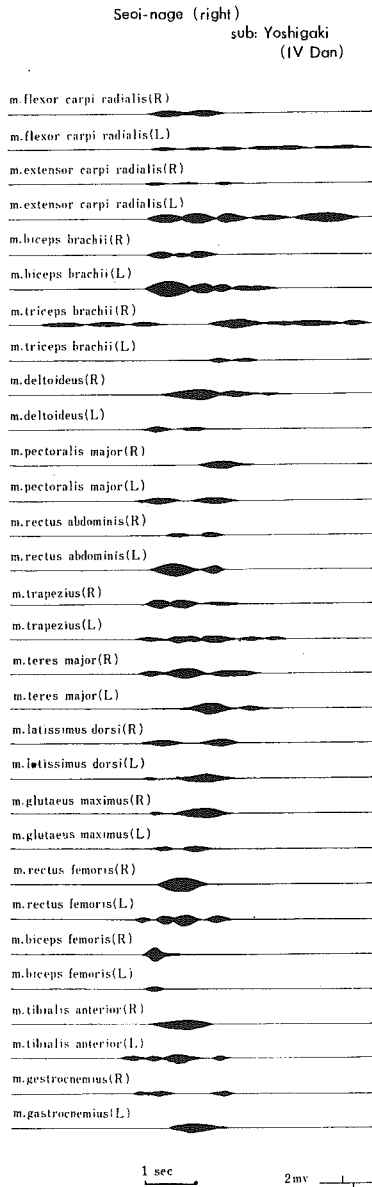 Seoi-nage (right)
sub: Yoshigaki
(IV Dan)
m.flexor carpi radialis(R)
m.flexor carpi radialis(L)
m.extensor carpi radialis(R)
m.extensor carpi radialis(L)
m.biceps brachii(R)
m.biceps brachii(L)
m.triceps brachii(R)
m.triceps brachii(L)
m.deltoideus(R)
m.deltoideus(L)
m.pectoralis major(R)
m.pectoralis major(L)
m.rectus abdominis(R)
m.rectus abdominis(L)
m.trapezius(R)
m.trapezius(L)
m.teres major(R)
m.teres major(L)
m.latissimus dorsi(R)
m.latissimus dorsi(L)
m.glutaeus maximus(R)
m.glutaeus maximus(L)
m.rectus femoris(R)
m.rectus femoris(L)
m.biceps femoris(R)
m.biceps femoris(L)
m.tibialis anterior(R)
m.tibialis anterior(L)
m.gestrocnemius(R)
m.gastrocnemius(L)
1 sec
2mv